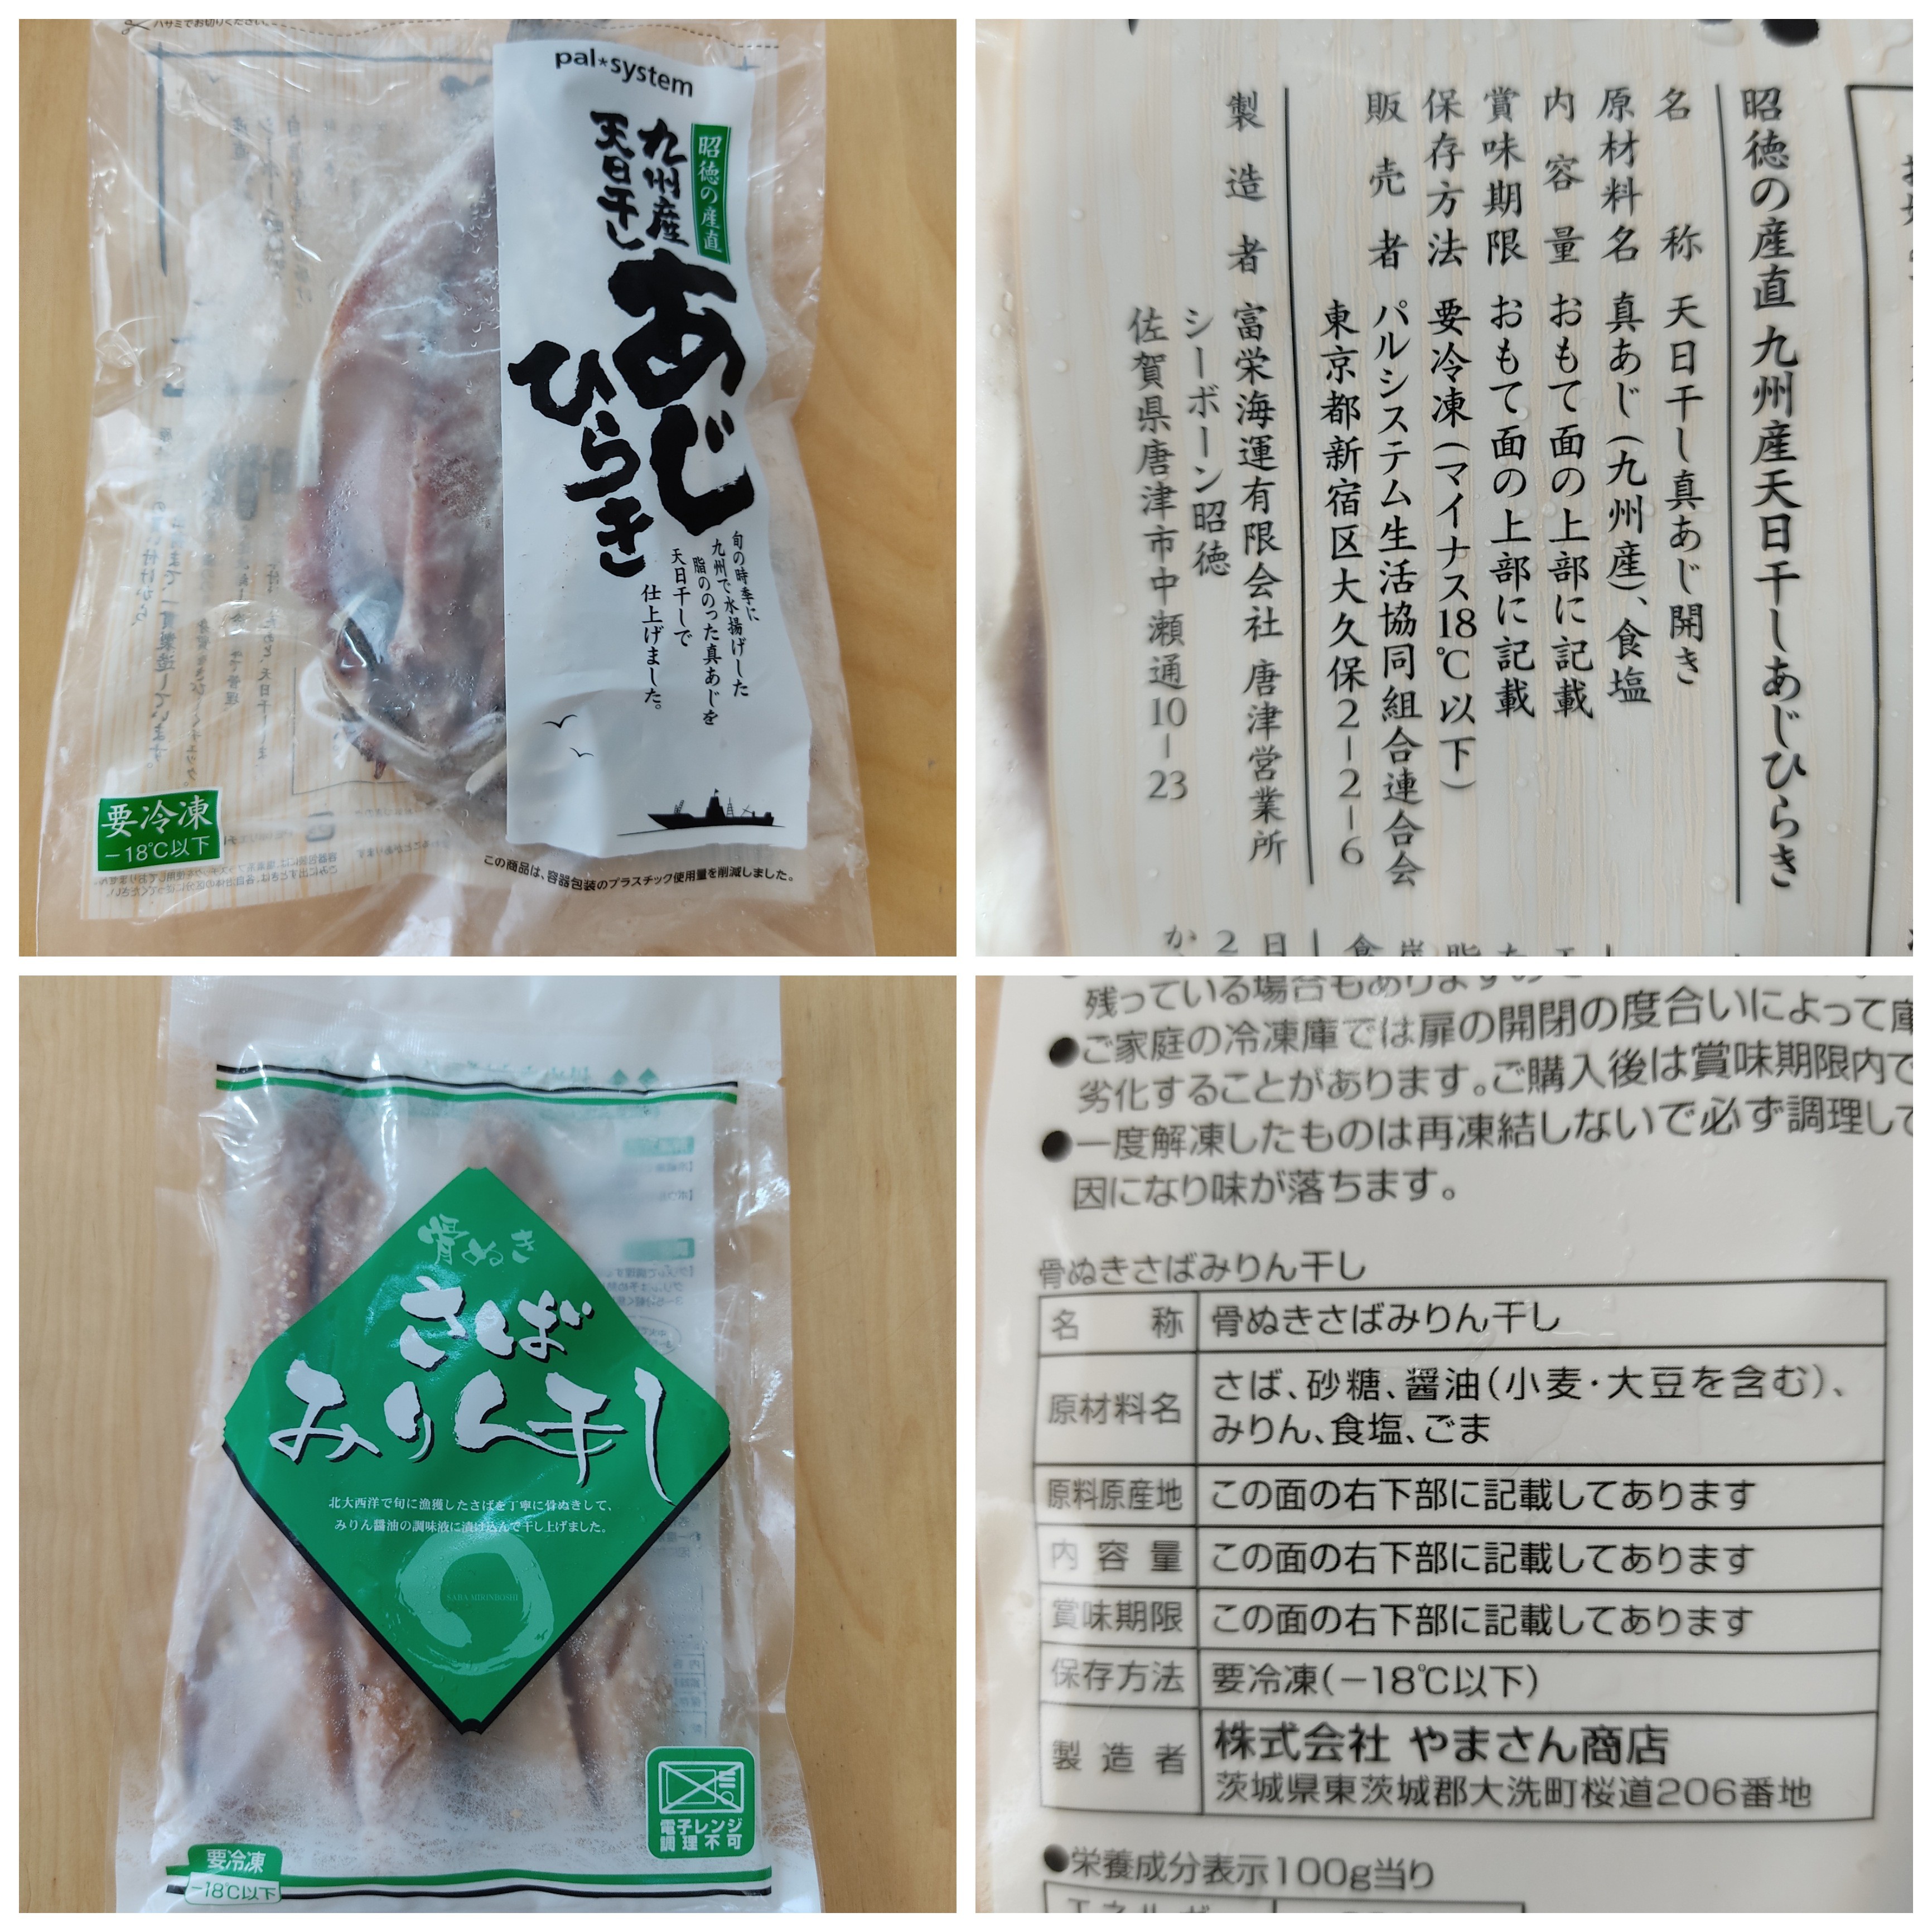 ハサミでお切りください。
pal*system
昭徳の産直
九州産
天日干し
あじ
ひらき
旬の時季に
九州で水揚げした
脂ののった真あじを
天日干しで
仕上げました。
要冷凍
-18℃以下
この商品は、容器包装のプラスチック使用量を削減しました。
昭徳の産直 九州産天日干しあじひらき
名称 天日干し真あじ開き
原材料名 真あじ(九州産)、食塩
内容量 おもて面の上部に記載
賞味期限 おもて面の上部に記載
保存方法 要冷凍(マイナス18℃以下)
販売者 パルシステム生活協同組合連合会
東京都新宿区大久保2-2-6
製造者 富栄海運有限会社 唐津営業所
シーボーン昭徳
佐賀県唐津市中瀬通10-23
骨ぬき
さば
みりん干し
北大西洋で旬に漁獲したさばを丁寧に骨ぬきして、
みりん醤油の調味液に漬け込んで干し上げました。
SABA MIRINBOSHI
電子レンジ
調理不可
要冷凍
-18℃以下
残っている場合もありますので
●ご家庭の冷凍庫では扉の開閉の度合いによって庫
劣化することがあります。ご購入後は賞味期限内で
●一度解凍したものは再凍結しないで必ず調理して
因になり味が落ちます。
骨ぬきさばみりん干し
名称 骨ぬきさばみりん干し
原材料名 さば、砂糖、醤油(小麦・大豆を含む)、
みりん、食塩、ごま
原料原産地 この面の右下部に記載してあります
内容量 この面の右下部に記載してあります
賞味期限 この面の右下部に記載してあります
保存方法 要冷凍(-18℃以下)
製造者 株式会社 やまさん商店
茨城県東茨城郡大洗町桜道206番地
●栄養成分表示100g当り